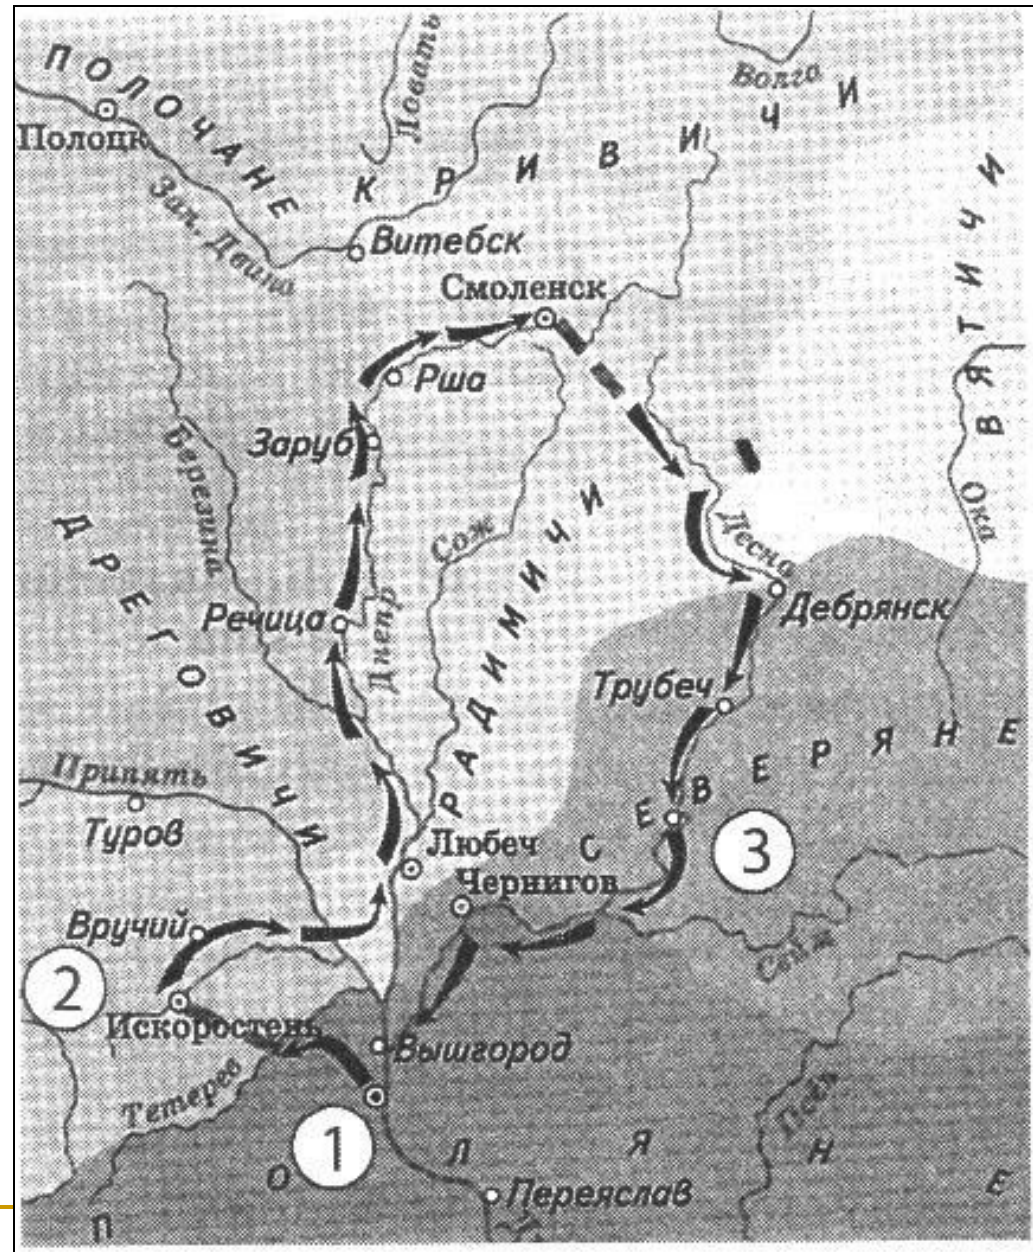 ПОЛОЧАНЕ
Полоцк
Зап. Двина
Ловать
Волга
КРИВИЧИ
Витебск
ВЯТИЧИ
Смоленск
Рша
Заруб
Березина
Сож
Десна
Ока
ДРЕГОВИЧИ
Речица
Днепр
РАДИМИЧИ
Дебрянск
Трубеч
СЕВЕРЯНЕ
Припять
Туров
Любеч
Чернигов
3
Вручий
2
Искоростень
Сейм
Вышгород
Тетерев
Псёл
1
ПОЛЯНЕ
Переяслав